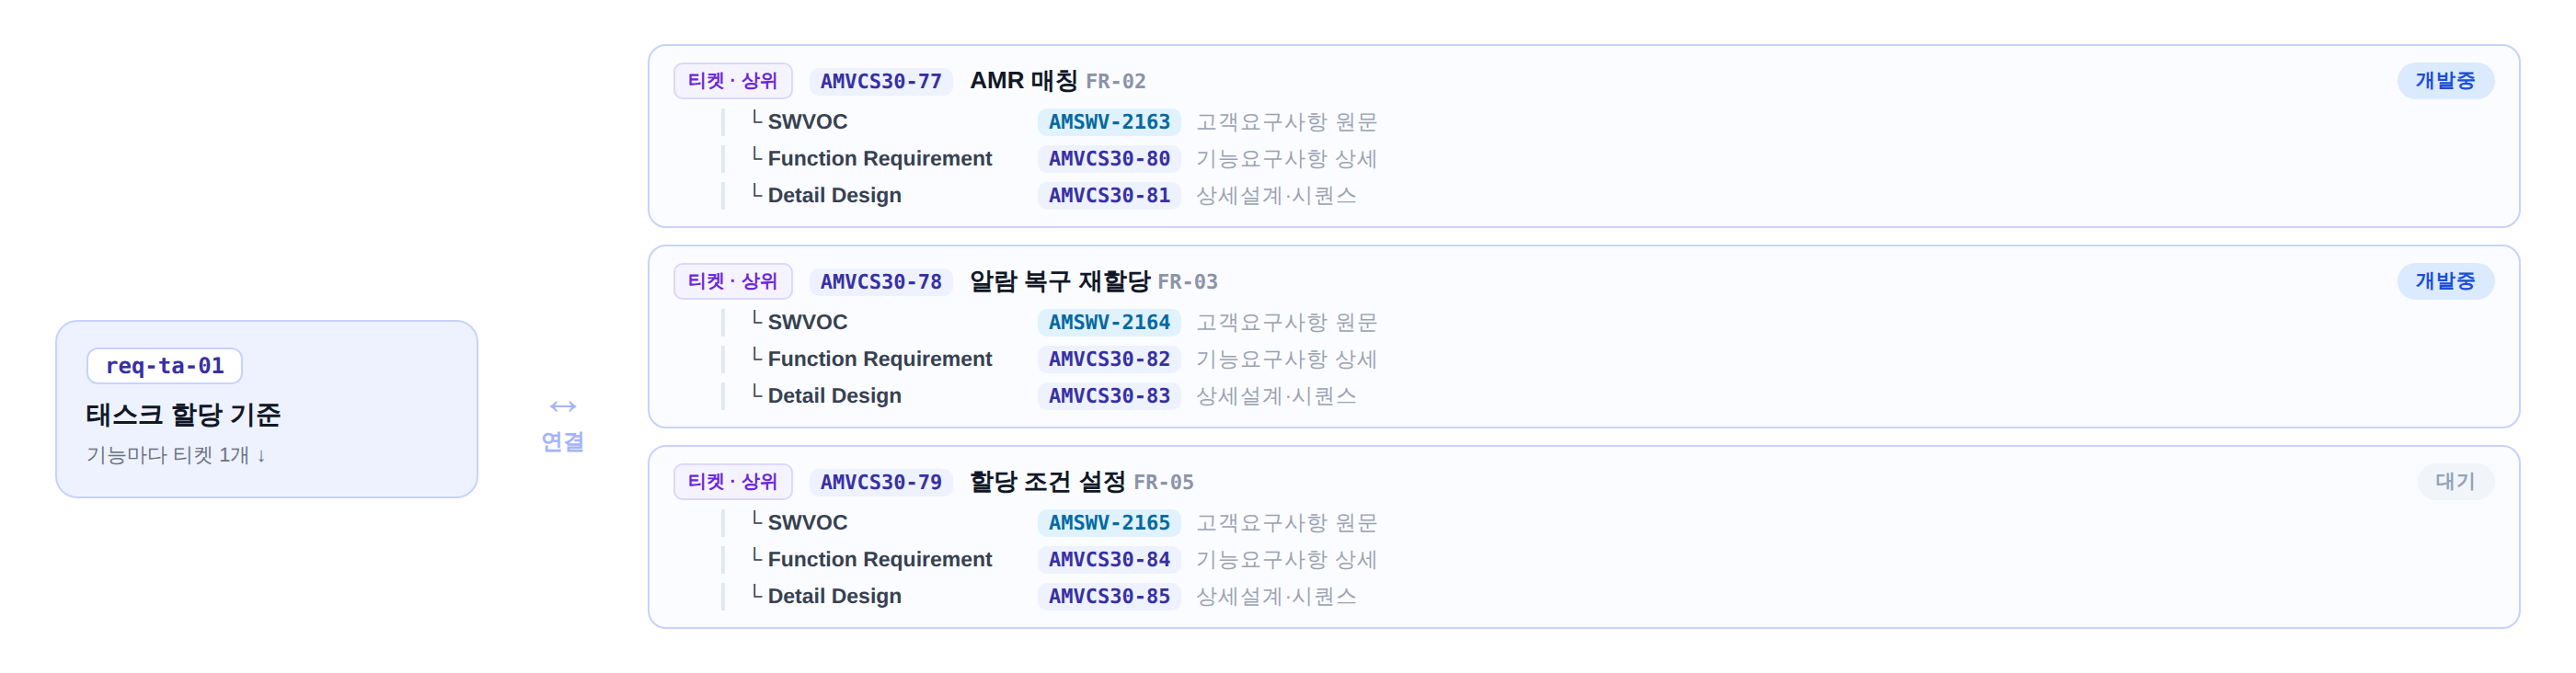 req-ta-01
태스크 할당 기준
기능마다 티켓 1개 ↓
↔
연결
티켓 · 상위 AMVCS30-77 AMR 매칭 FR-02 개발중
└ SWVOC AMSWV-2163 고객요구사항 원문
└ Function Requirement AMVCS30-80 기능요구사항 상세
└ Detail Design AMVCS30-81 상세설계·시퀀스
티켓 · 상위 AMVCS30-78 알람 복구 재할당 FR-03 개발중
└ SWVOC AMSWV-2164 고객요구사항 원문
└ Function Requirement AMVCS30-82 기능요구사항 상세
└ Detail Design AMVCS30-83 상세설계·시퀀스
티켓 · 상위 AMVCS30-79 할당 조건 설정 FR-05 대기
└ SWVOC AMSWV-2165 고객요구사항 원문
└ Function Requirement AMVCS30-84 기능요구사항 상세
└ Detail Design AMVCS30-85 상세설계·시퀀스